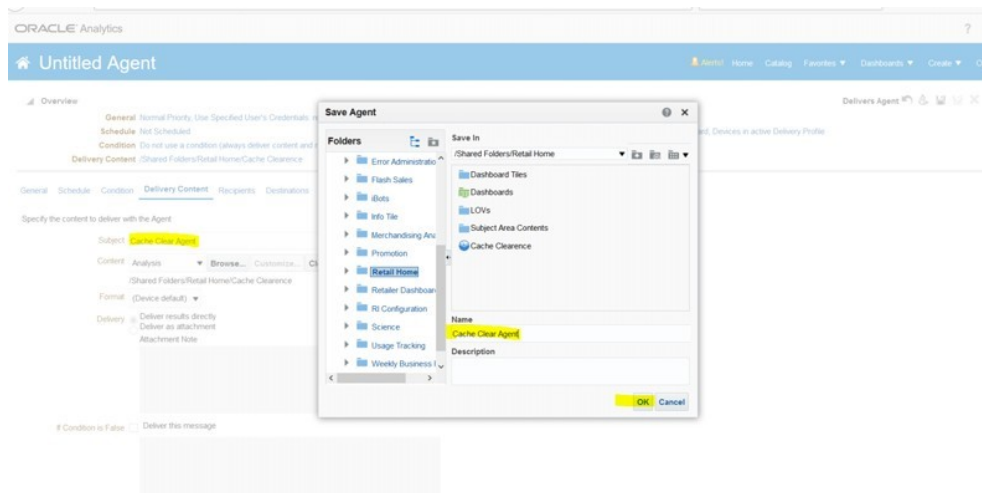 ORACLE Analytics
?
Untitled Agent
Alerts! Home Catalog Favorites Dashboards Create
Overview
Delivers Agent
General Normal Priority, Use Specified User's Credentials
Schedule Not Scheduled
Condition Do not use a condition (always deliver content and
ard, Devices in active Delivery Profile
Delivery Content /Shared Folders/Retail Home/Cache Clearence
General Schedule Condition Delivery Content Recipients Destinations
Specify the content to deliver with the Agent
Subject Cache Clear Agent
Content Analysis Browse... Customize... Cl
/Shared Folders/Retail Home/Cache Clearence
Format (Device default)
Delivery Deliver results directly
Deliver as attachment
Attachment Note
If Condition is False Deliver this message
Save Agent
Folders
Error Administratio
Flash Sales
iBots
Info Tile
Merchandising Ana
Promotion
Retail Home
Retailer Dashboar
RI Configuration
Science
Usage Tracking
Weekly Business
Save In
/Shared Folders/Retail Home
Dashboard Tiles
Dashboards
LOVs
Subject Area Contents
Cache Clearence
Name
Cache Clear Agent
Description
OK Cancel